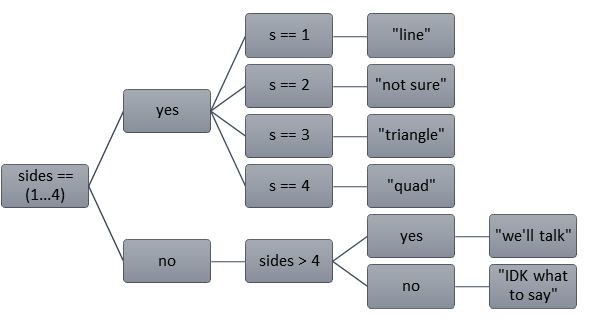 s == 1
"line"
s == 2
"not sure"
yes
s == 3
"triangle"
sides ==
(1...4)
s == 4
"quad"
yes
"we'll talk"
no
sides > 4
no
"IDK what
to say"